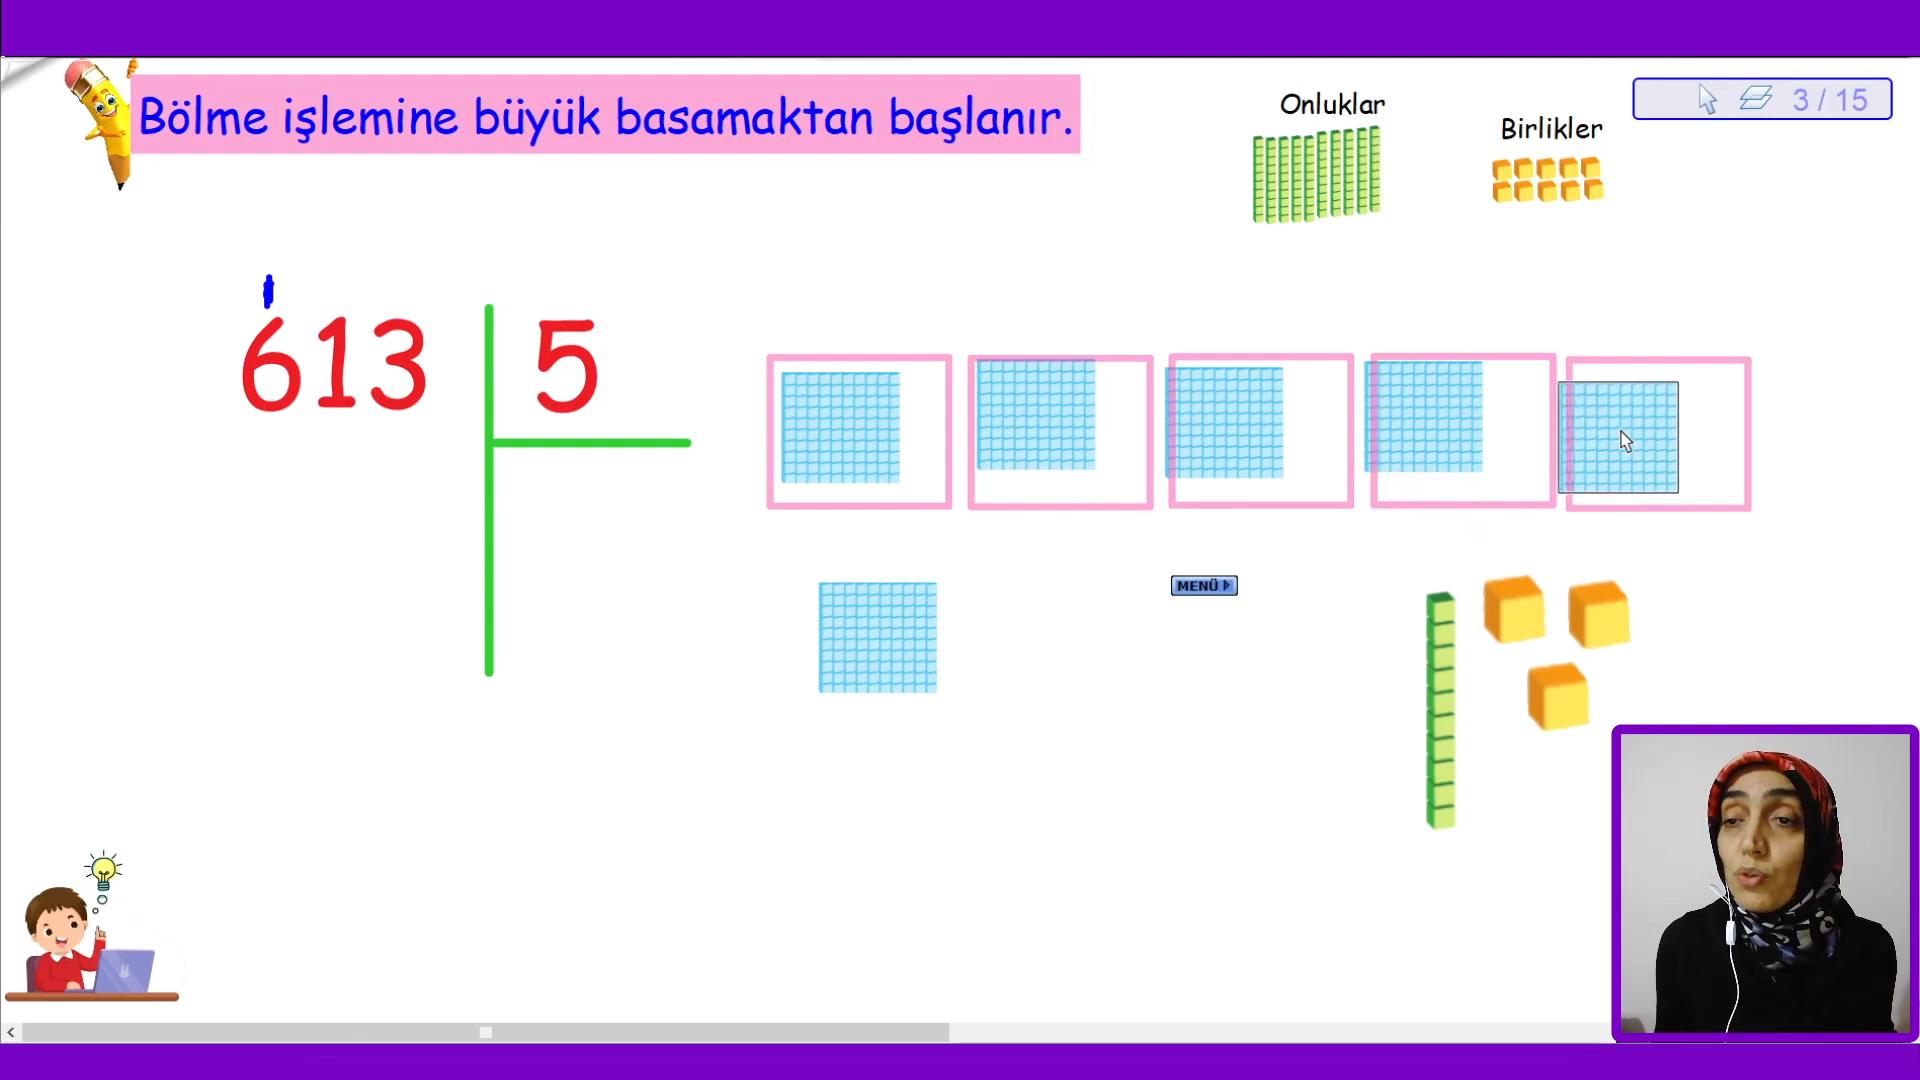 Bölme işlemine büyük basamaktan başlanır.
Onluklar
Birlikler
3 / 15
613
5
MENÜ